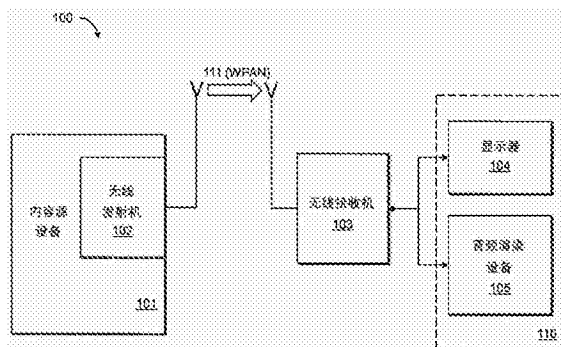 100
111 (WPAN)
内容源
设备
101
无线
发射机
102
无线接收机
103
显示器
104
音频渲染
设备
105
110